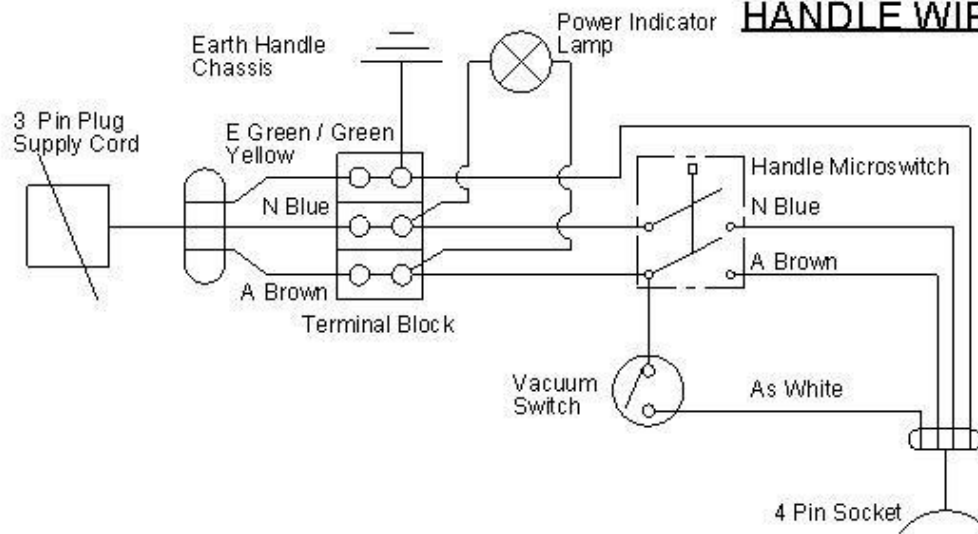 HANDLE WIR
Power Indicator
Lamp
Earth Handle
Chassis
3 Pin Plug
Supply Cord
E Green / Green
Yellow
N Blue
A Brown
Terminal Block
Handle Microswitch
N Blue
A Brown
Vacuum
Switch
As White
4 Pin Socket